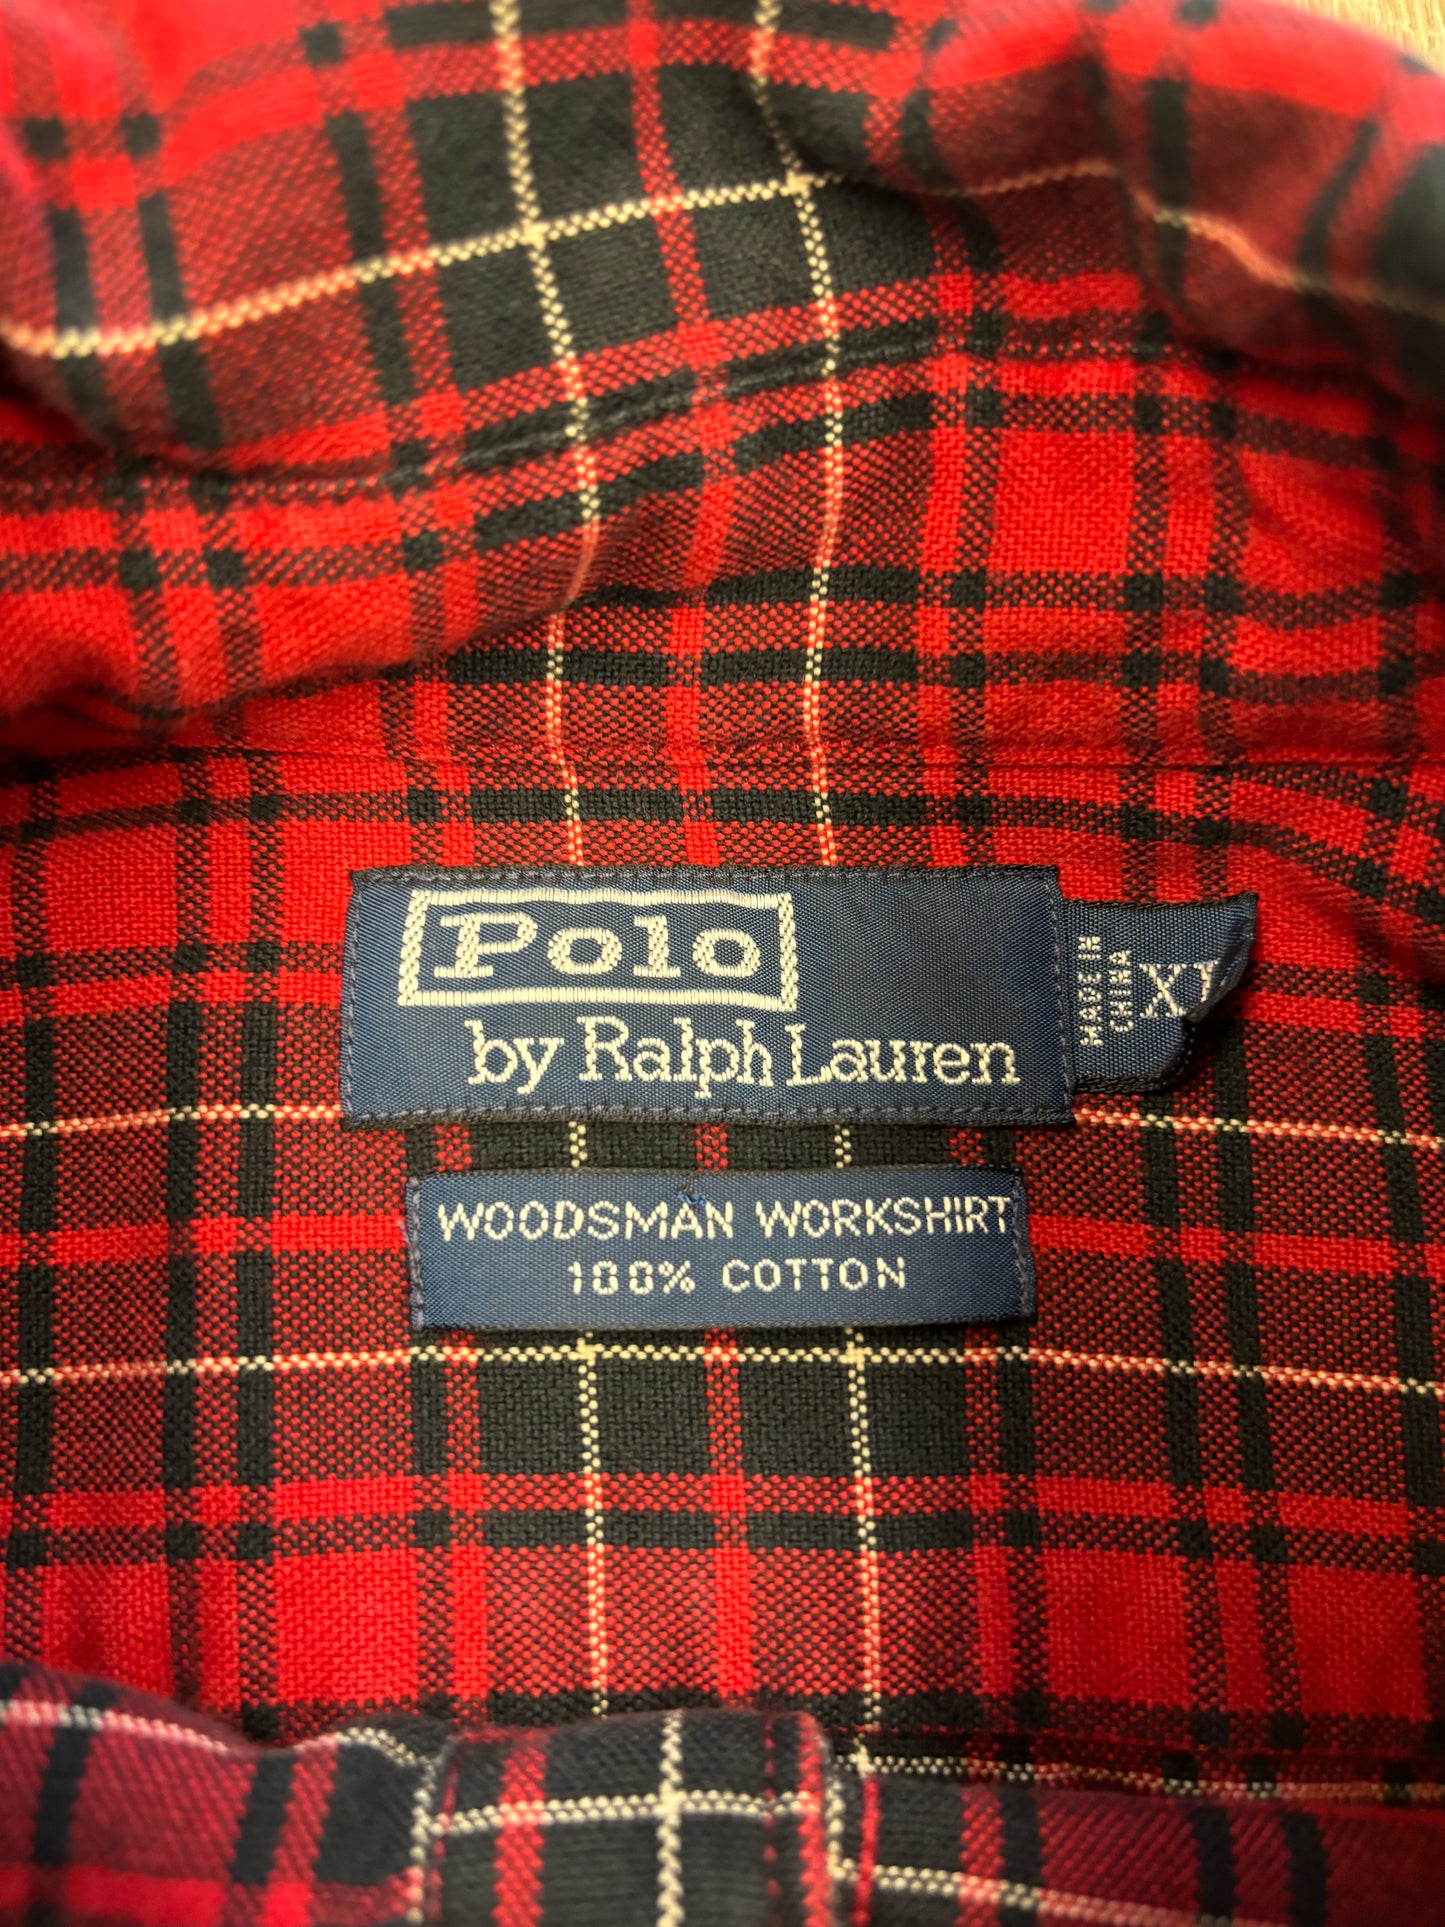 Polo
by Ralph Lauren
MADE IN
CHINA
XL
WOODSMAN WORKSHIRT
100% COTTON